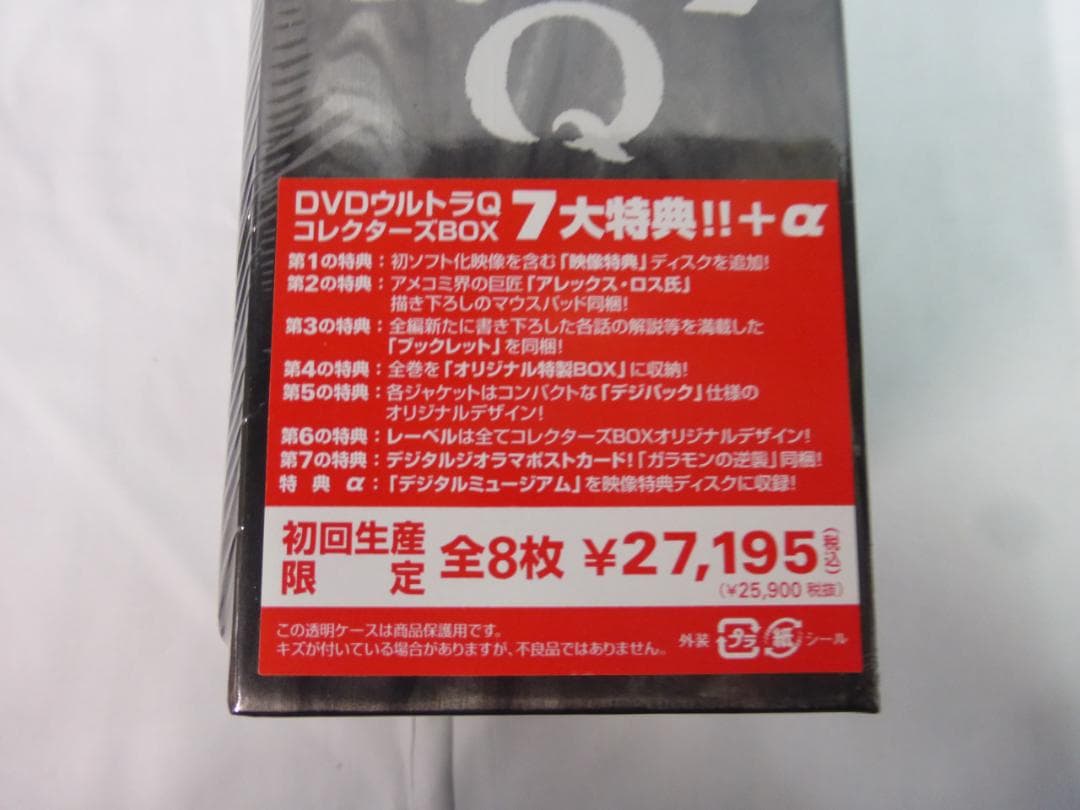 Q
DVDウルトラQ
コレクターズBOX
7大特典!!+α
第1の特典:初ソフト化映像を含む「映像特典」ディスクを追加!
第2の特典:アメコミ界の巨匠「アレックス・ロス氏」
描き下ろしのマウスパッド同梱!
第3の特典:全編新たに書き下ろした各話の解説等を満載した
「ブックレット」を同梱!
第4の特典:全巻を「オリジナル特製BOX」に収納!
第5の特典:各ジャケットはコンパクトな「デジパック」仕様の
オリジナルデザイン!
第6の特典:レーベルは全てコレクターズBOXオリジナルデザイン!
第7の特典:デジタルジオラマポストカード!「ガラモンの逆襲」同梱!
特典α:「デジタルミュージアム」を映像特典ディスクに収録!
初回生産
限定
全8枚 ¥27,195(税込)
(¥25,900 税抜)
この透明ケースは商品保護用です。
キズが付いている場合がありますが、不良品ではありません。
外装 プラ 紙 シール